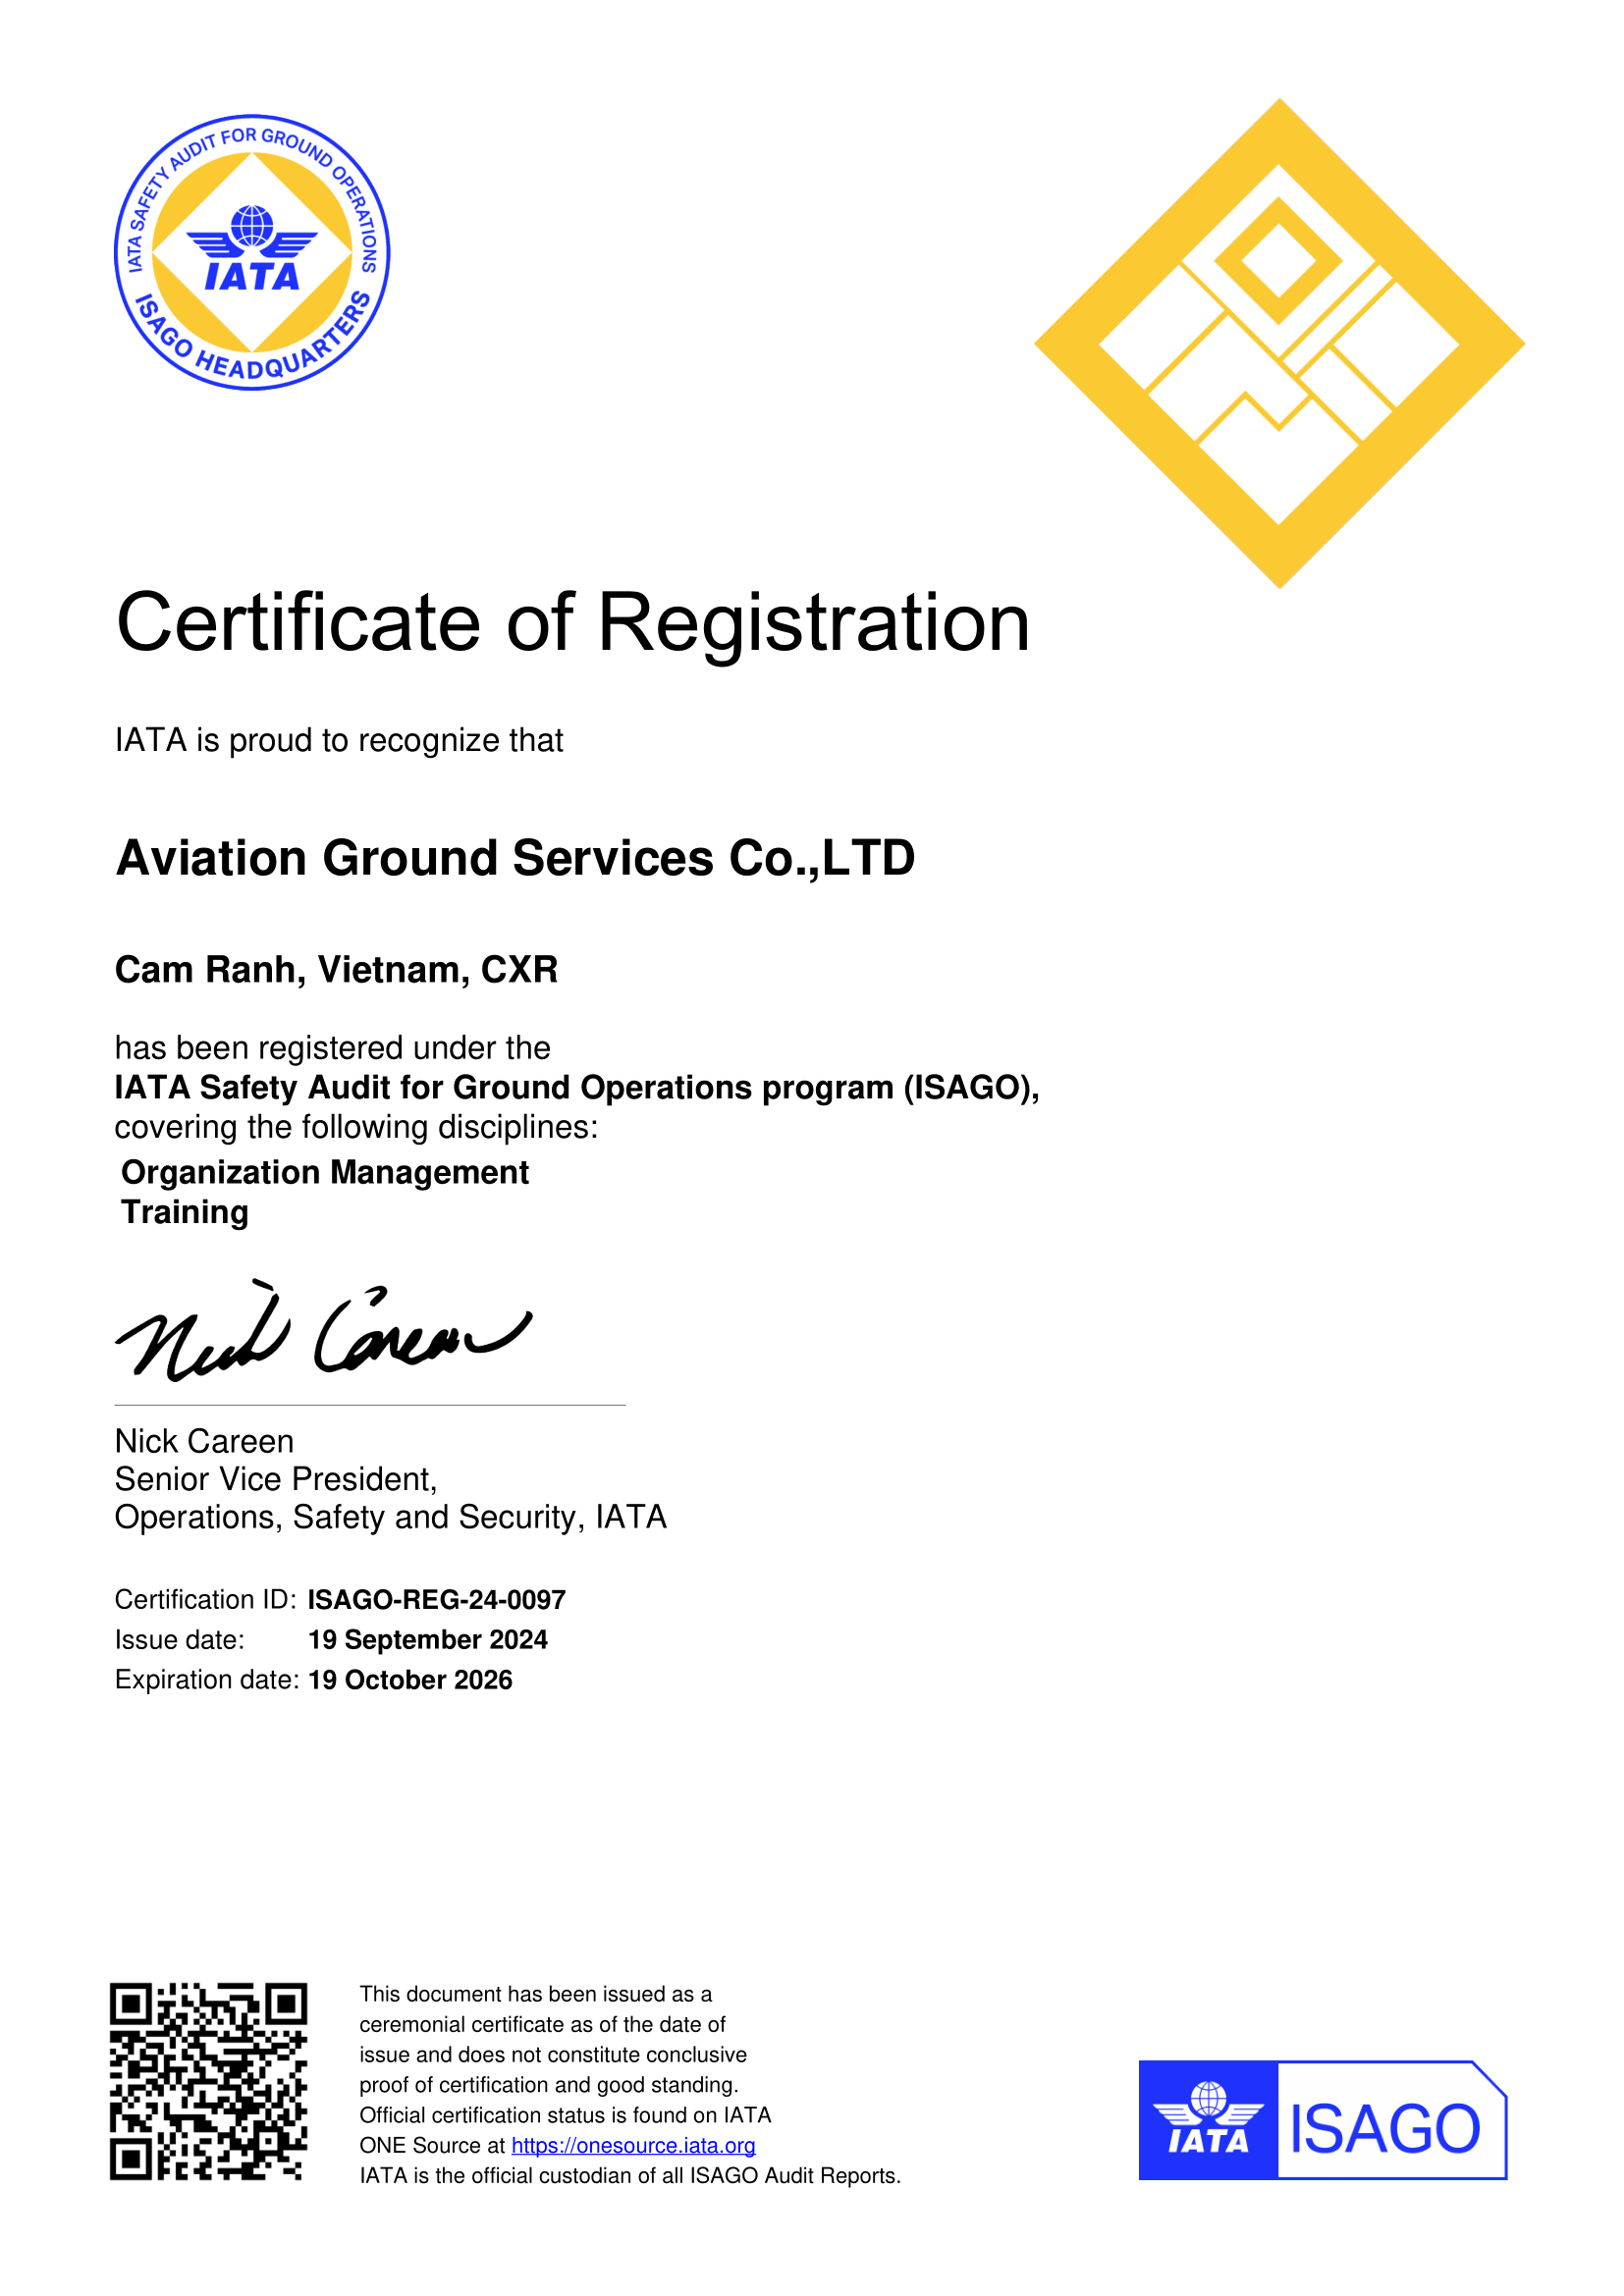 IATA SAFETY AUDIT FOR GROUND OPERATIONS
IATA
ISAGO HEADQUARTERS
Certificate of Registration
IATA is proud to recognize that
Aviation Ground Services Co.,LTD
Cam Ranh, Vietnam, CXR
has been registered under the
IATA Safety Audit for Ground Operations program (ISAGO),
covering the following disciplines:
Organization Management
Training
Nick Careen
Nick Careen
Senior Vice President,
Operations, Safety and Security, IATA
Certification ID: ISAGO-REG-24-0097
Issue date: 19 September 2024
Expiration date: 19 October 2026
This document has been issued as a
ceremonial certificate as of the date of
issue and does not constitute conclusive
proof of certification and good standing.
Official certification status is found on IATA
ONE Source at https://onesource.iata.org
IATA is the official custodian of all ISAGO Audit Reports.
IATA ISAGO